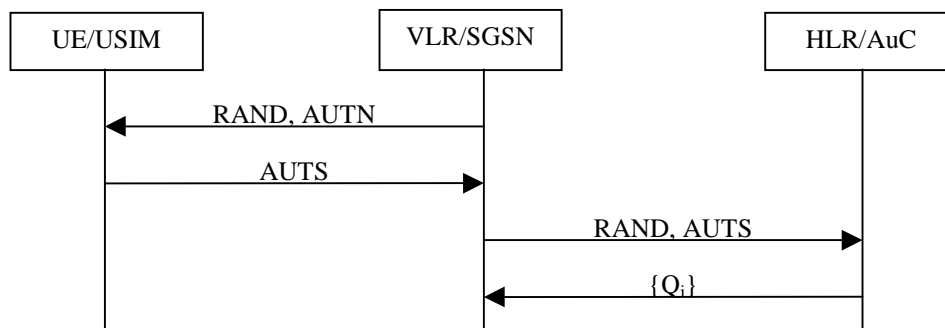 UE/USIM
VLR/SGSN
HLR/AuC
RAND, AUTN
AUTS
RAND, AUTS
{Qi}